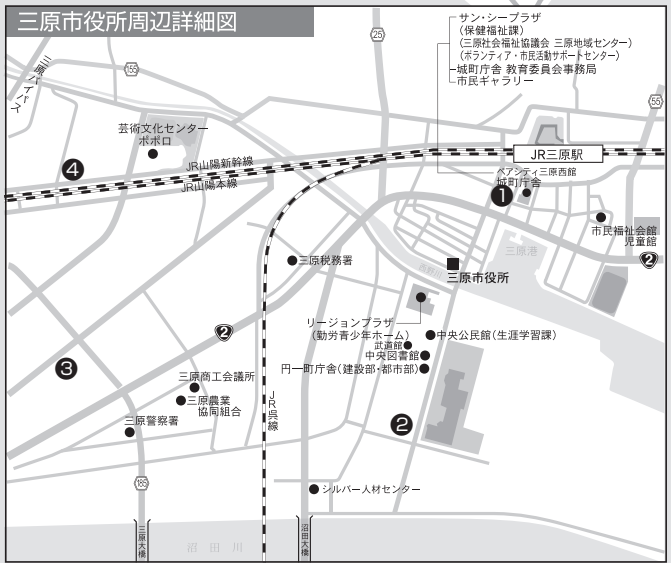 三原市役所周辺詳細図
サン・シープラザ
(保健福祉課)
(三原社会福祉協議会 三原地域センター)
(ボランティア・市民活動サポートセンター)
城町庁舎 教育委員会事務局
市民ギャラリー
25
155
55
三原バイパス
芸術文化センター
ポポロ
JR山陽新幹線
JR山陽本線
JR三原駅
ペアシティ三原西館
城町庁舎
1
4
市民福祉会館
児童館
2
三原港
三原税務署
西野川
三原市役所
リージョンプラザ
(勤労青少年ホーム)
中央公民館(生涯学習課)
武道館
中央図書館
円一町庁舎(建設部・都市部)
2
3
三原商工会議所
三原農業
協同組合
JR呉線
三原警察署
2
185
シルバー人材センター
三原大橋
沼田川
沼田大橋